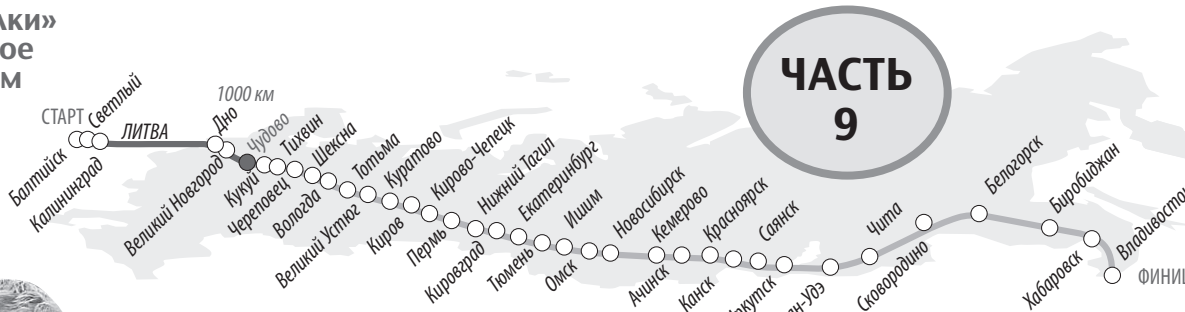 ЧАСТЬ
9
1000 км
СТАРТ
Балтийск
Светлый
Калининград
ЛИТВА
Дно
Великий Новгород
Чудово
Кукуй
Тихвин
Череповец
Шексна
Вологда
Тотьма
Великий Устюг
Куратово
Киров
Кирово-Чепецк
Пермь
Нижний Тагил
Кировград
Екатеринбург
Тюмень
Ишим
Омск
Новосибирск
Кемерово
Ачинск
Красноярск
Канск
Саянск
Чита
Сковородино
Белогорск
Биробиджан
Хабаровск
Владивосток